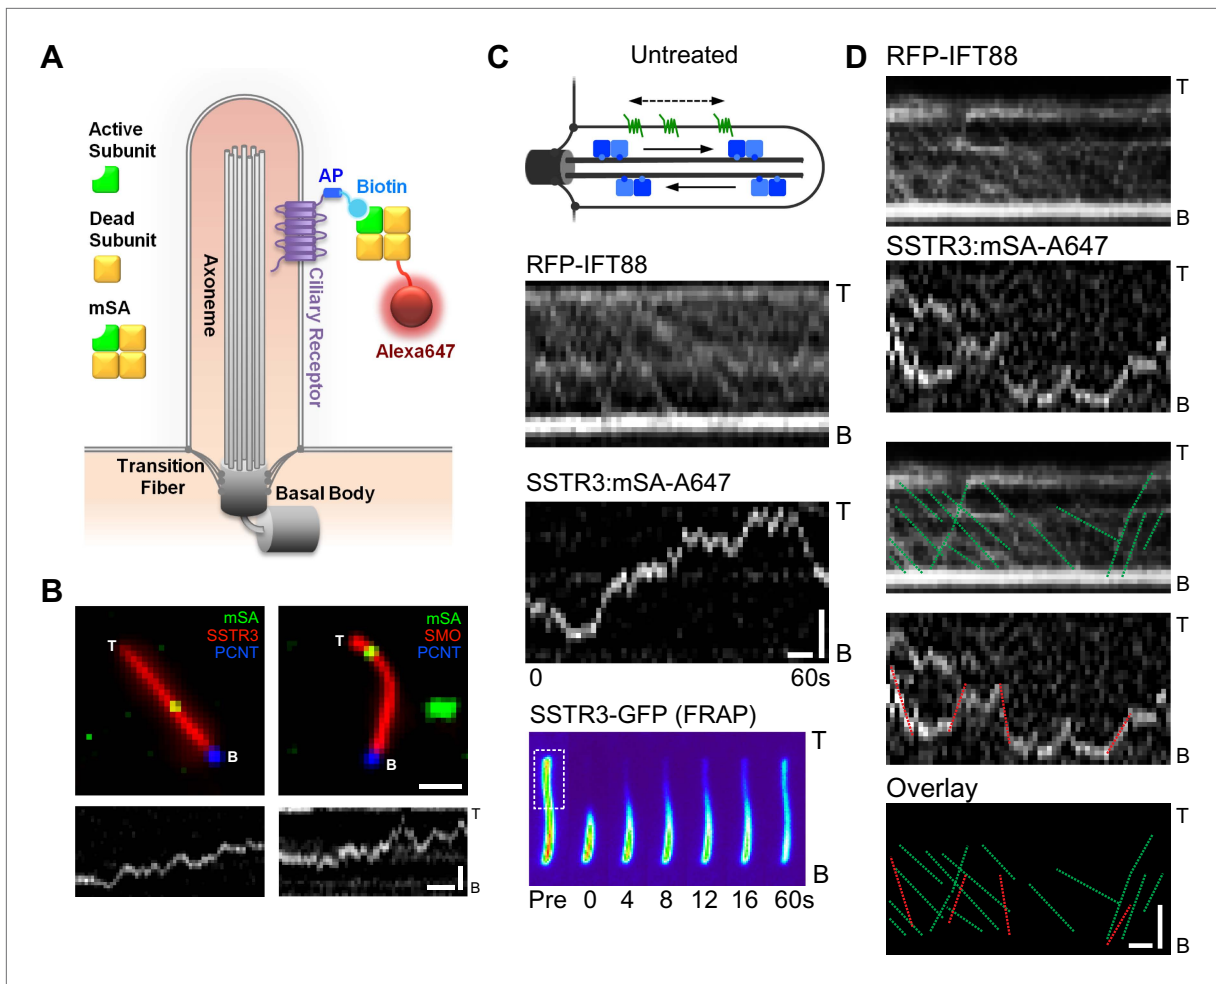 A
Active
Subunit
Dead
Subunit
mSA
Axoneme
AP
Biotin
Ciliary Receptor
Alexa647
Transition
Fiber
Basal Body
B
mSA
SSTR3
PCNT
T
B
mSA
SMO
PCNT
T
B
T
B
C
Untreated
RFP-IFT88
T
B
SSTR3:mSA-A647
T
B
0
60s
SSTR3-GFP (FRAP)
T
B
Pre 0 4 8 12 16 60s
D
RFP-IFT88
T
B
SSTR3:mSA-A647
T
B
T
B
T
B
Overlay
T
B